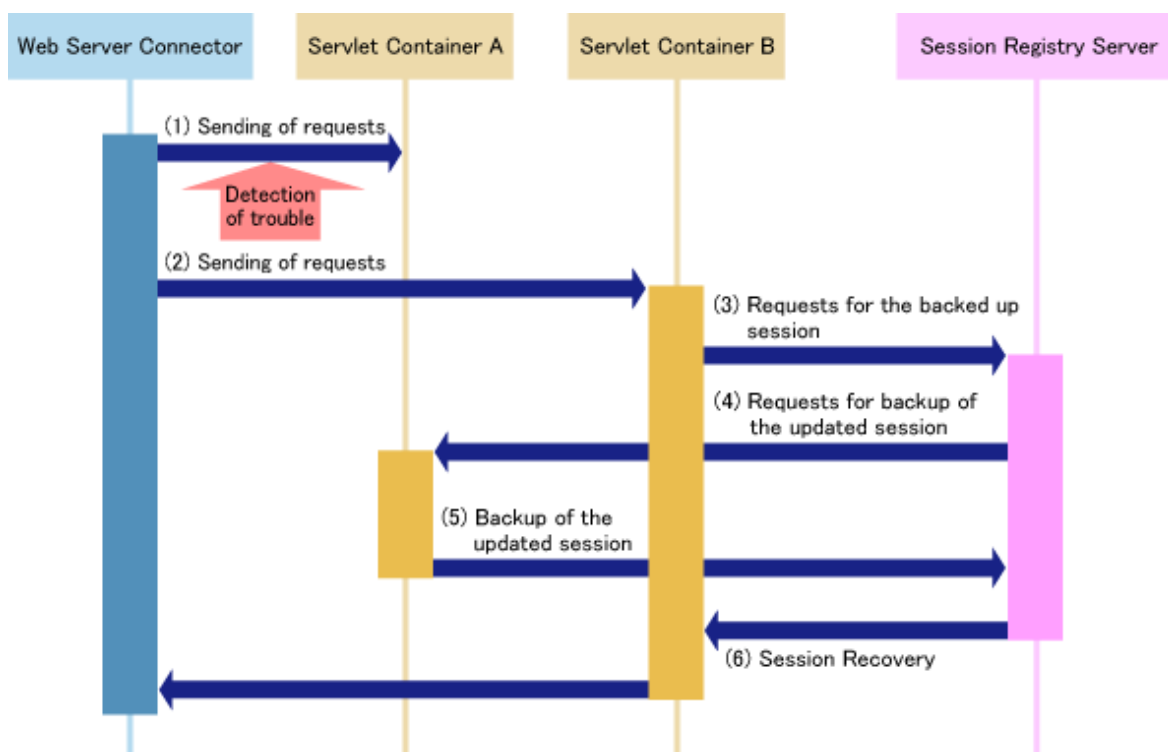 Web Server Connector
Servlet Container A
Servlet Container B
Session Registry Server
(1) Sending of requests
Detection
of trouble
(2) Sending of requests
(3) Requests for the backed up
session
(4) Requests for backup of
the updated session
(5) Backup of the
updated session
(6) Session Recovery